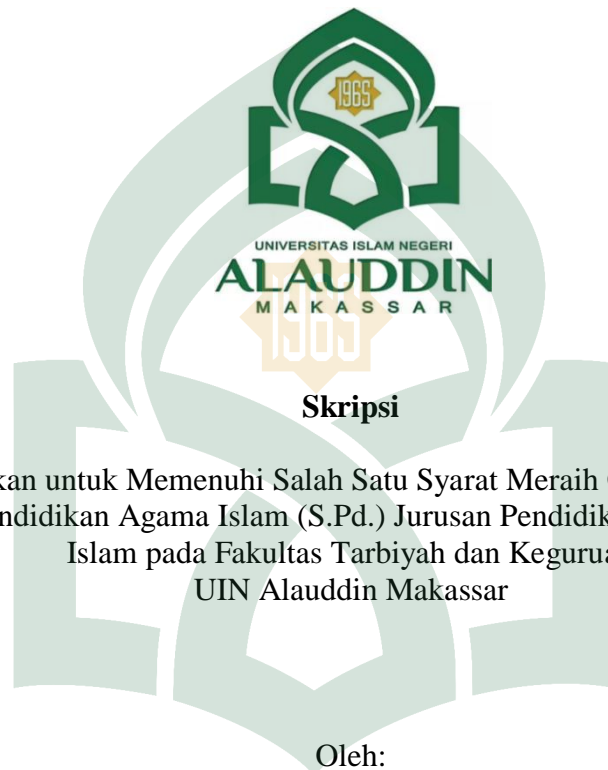 1965
UNIVERSITAS ISLAM NEGERI
ALAUDDIN
MAKASSAR
1965
Skripsi
untuk Memenuhi Salah Satu Syarat Meraih
Agama Islam (S.Pd.) Jurusan
Islam pada Fakultas Tarbiyah dan
UIN Alauddin Makassar
Oleh: